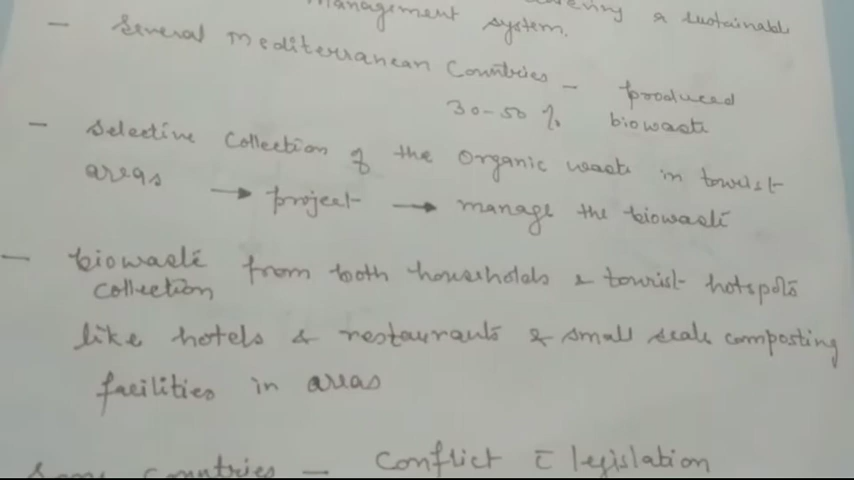 management system.
a sustainable
- Several mediterranean Countries - produced
30-50 % biowaste
- Selective Collection of the Organic waste in tourist
areas → project → manage the biowaste
- biowaste from both households & tourist hotspots
collection
like hotels & restaurants & small scale composting
facilities in areas
Some countries - Conflict c̄ legislation